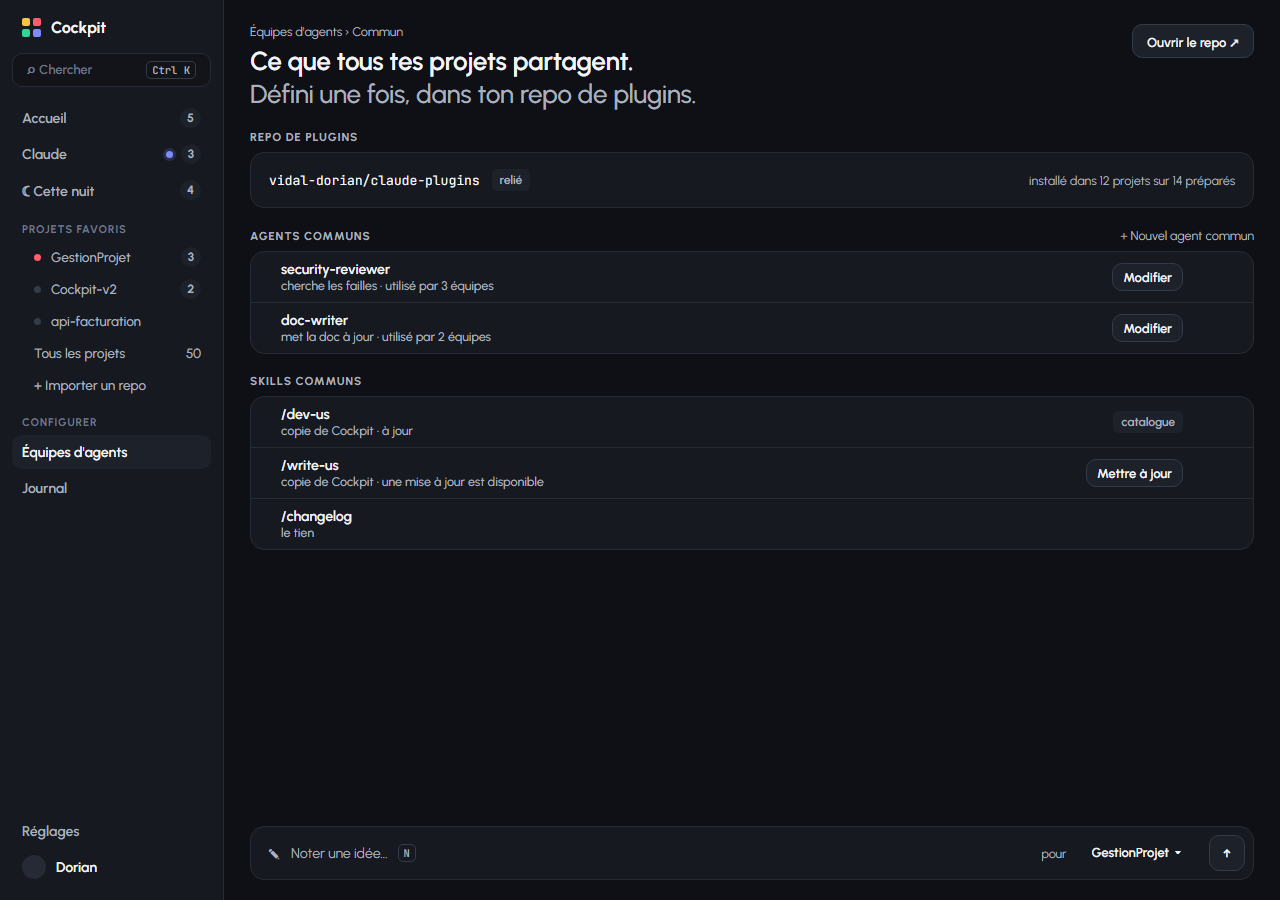 Cockpit
Chercher
Ctrl K
Accueil 5
Claude 3
Cette nuit 4
PROJETS FAVORIS
GestionProjet 3
Cockpit-v2 2
api-facturation
Tous les projets 50
+ Importer un repo
CONFIGURER
Équipes d'agents
Journal
Réglages
Dorian
Équipes d'agents › Commun
Ce que tous tes projets partagent.
Défini une fois, dans ton repo de plugins.
Ouvrir le repo ↗
REPO DE PLUGINS
vidal-dorian/claude-plugins relié installé dans 12 projets sur 14 préparés
AGENTS COMMUNS + Nouvel agent commun
security-reviewer
cherche les failles · utilisé par 3 équipes
Modifier
doc-writer
met la doc à jour · utilisé par 2 équipes
Modifier
SKILLS COMMUNS
/dev-us
copie de Cockpit · à jour
catalogue
/write-us
copie de Cockpit · une mise à jour est disponible
Mettre à jour
/changelog
le tien
Noter une idée… N pour GestionProjet ↑